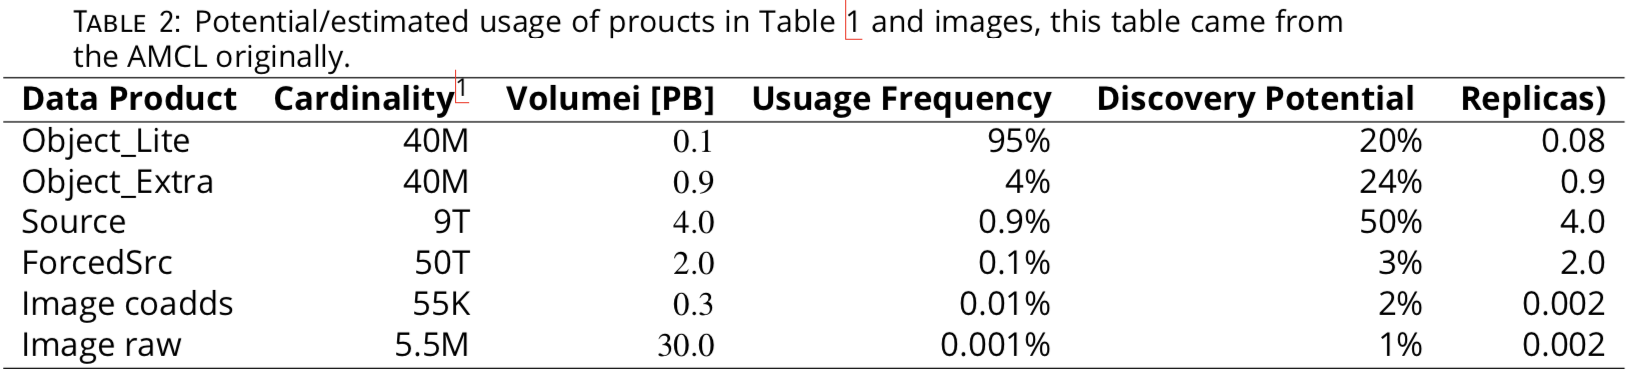 TABLE 2: Potential/estimated usage of proucts in Table 1 and images, this table came from
the AMCL originally.
Data Product Cardinality1 Volumei [PB] Usuage Frequency Discovery Potential Replicas)
Object_Lite 40M 0.1 95% 20% 0.08
Object_Extra 40M 0.9 4% 24% 0.9
Source 9T 4.0 0.9% 50% 4.0
ForcedSrc 50T 2.0 0.1% 3% 2.0
Image coadds 55K 0.3 0.01% 2% 0.002
Image raw 5.5M 30.0 0.001% 1% 0.002